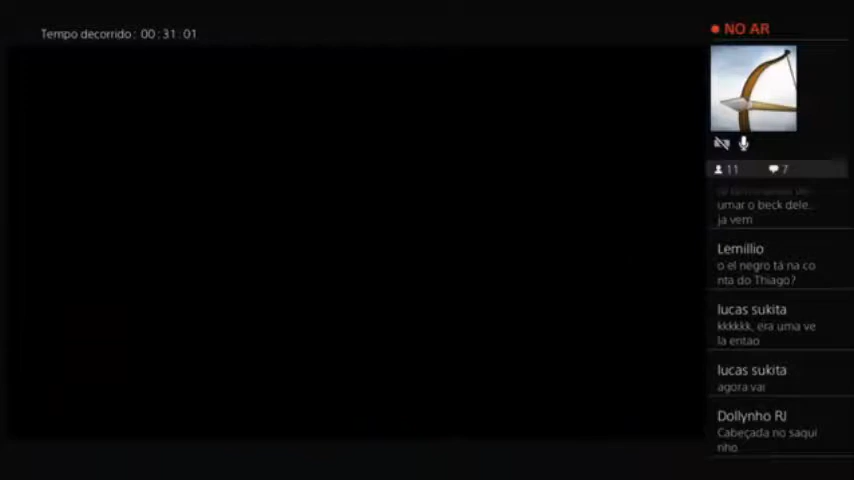 Tempo decorrido: 00:31:01
NO AR
11 7
umar o beck dele..
ja vem
Lemillio
o el negro tá na co
nta do Thiago?
lucas sukita
kkkkkk, era uma ve
la entao
lucas sukita
agora vai
Dollynho RJ
Cabeçada no saqui
nho